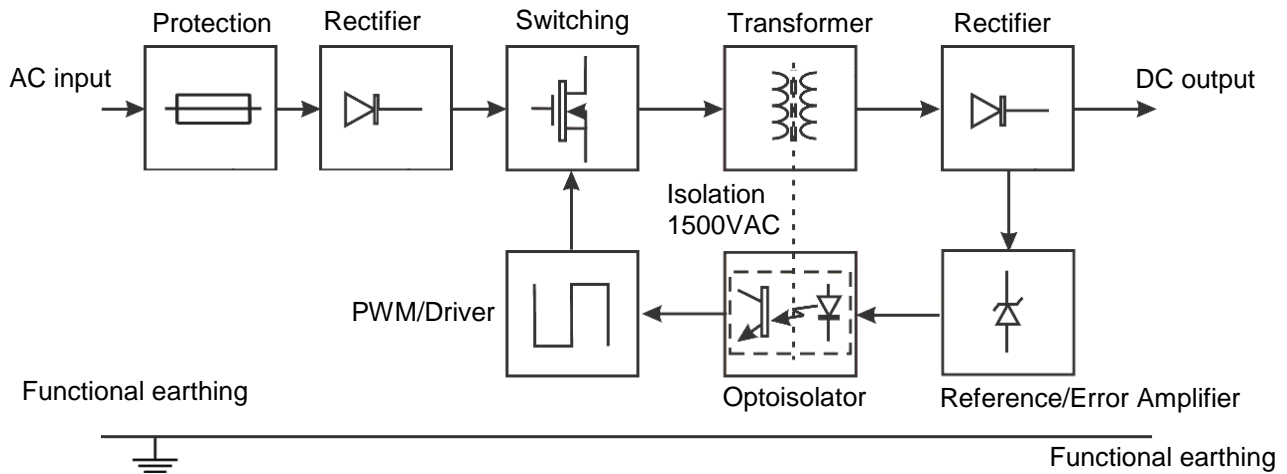 Protection
Rectifier
Switching
Transformer
Rectifier
AC input
DC output
Isolation
1500VAC
PWM/Driver
Optoisolator
Reference/Error Amplifier
Functional earthing
Functional earthing